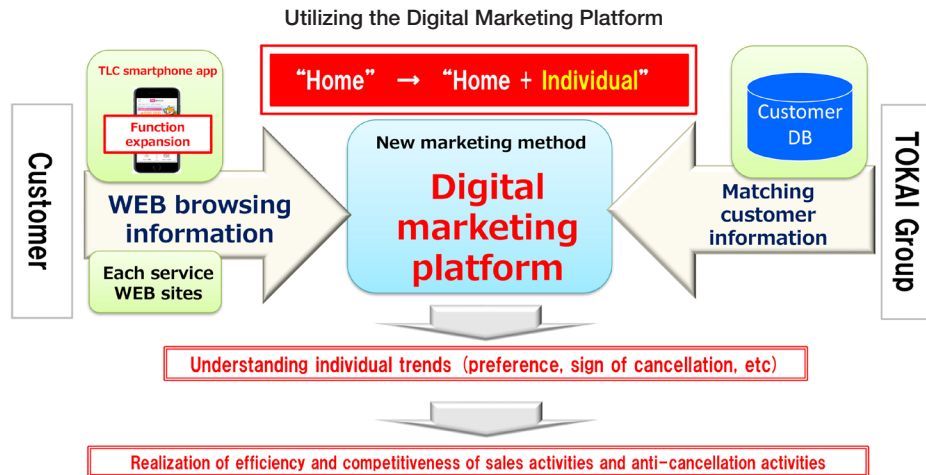 Utilizing the Digital Marketing Platform
TLC smartphone app
Function
expansion
“Home” → “Home + Individual”
Customer
DB
Customer
WEB browsing
information
New marketing method
Digital
marketing
platform
Matching
customer
information
TOKAI Group
Each service
WEB sites
Understanding individual trends (preference, sign of cancellation, etc)
Realization of efficiency and competitiveness of sales activities and anti-cancellation activities